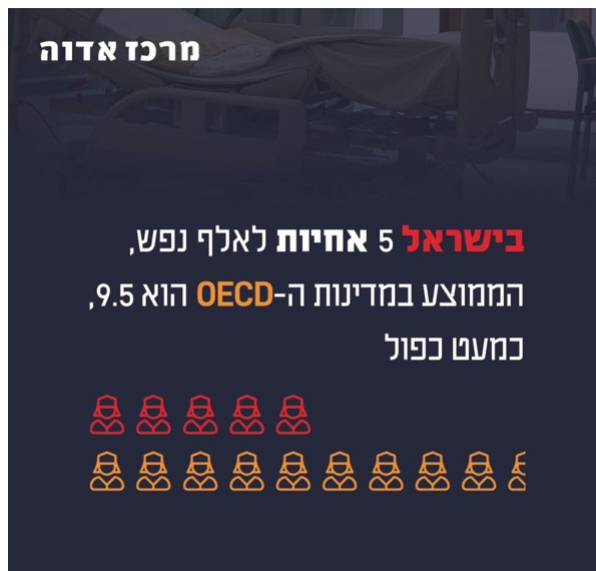 מרכז אדוה
בישראל 5 אחיות לאלף נפש,
הממוצע במדינות ה-OECD הוא 9.5,
כמעט כפול